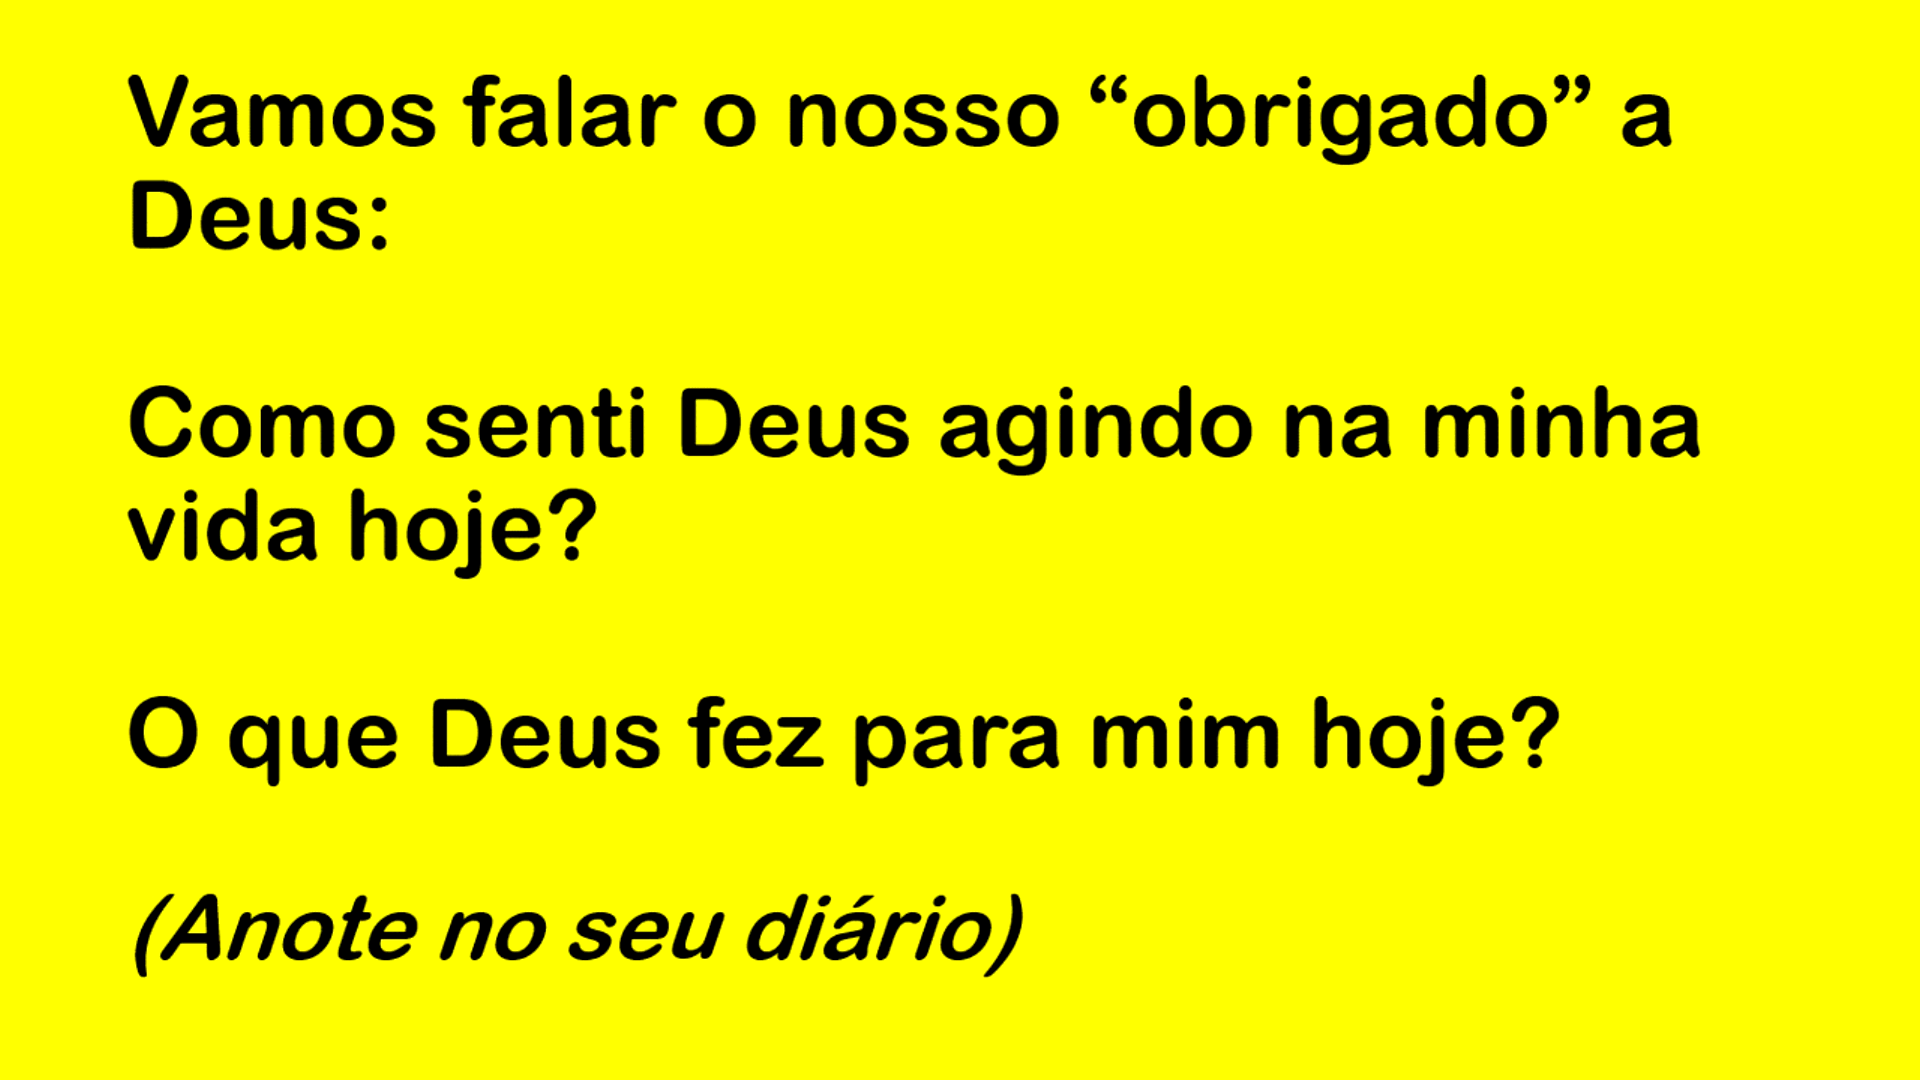 Vamos falar o nosso “obrigado” a
Deus:
Como senti Deus agindo na minha
vida hoje?
O que Deus fez para mim hoje?
(Anote no seu diário)